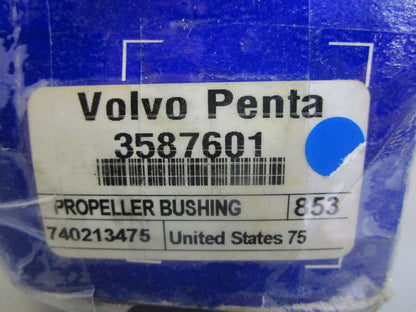 Volvo Penta
3587601
PROPELLER BUSHING 853
740213475 United States 75